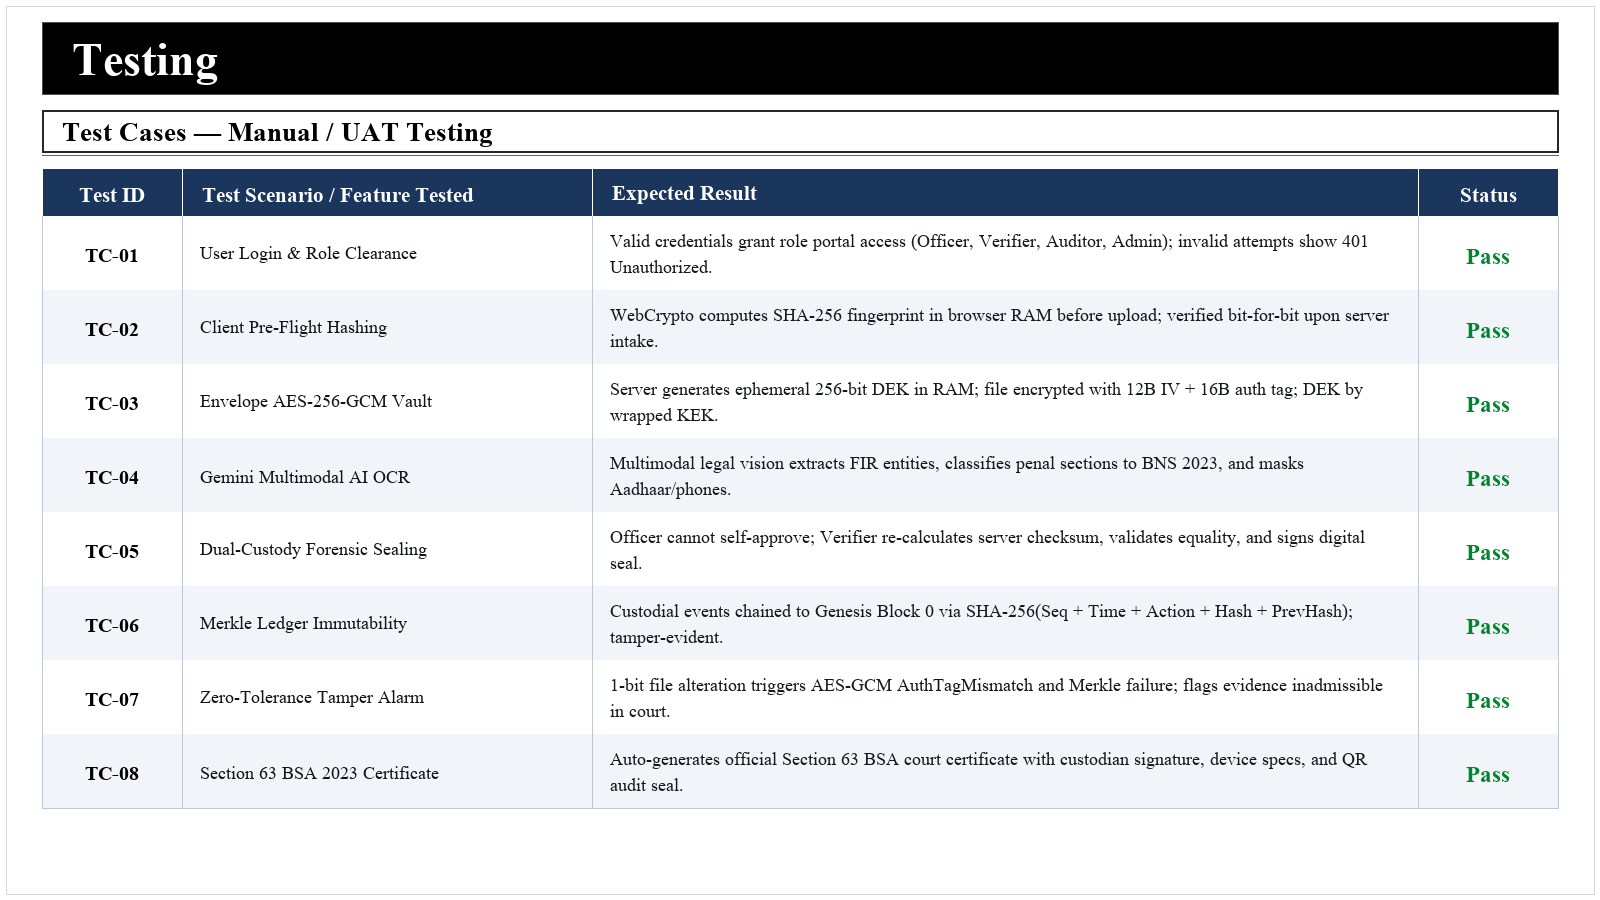 Testing
Test Cases — Manual / UAT Testing
Test ID	Test Scenario / Feature Tested	Expected Result	Status
TC-01	User Login & Role Clearance	Valid credentials grant role portal access (Officer, Verifier, Auditor, Admin); invalid attempts show 401
Unauthorized.	Pass
TC-02	Client Pre-Flight Hashing	WebCrypto computes SHA-256 fingerprint in browser RAM before upload; verified bit-for-bit upon server
intake.	Pass
TC-03	Envelope AES-256-GCM Vault	Server generates ephemeral 256-bit DEK in RAM; file encrypted with 12B IV + 16B auth tag; DEK by
wrapped KEK.	Pass
TC-04	Gemini Multimodal AI OCR	Multimodal legal vision extracts FIR entities, classifies penal sections to BNS 2023, and masks
Aadhaar/phones.	Pass
TC-05	Dual-Custody Forensic Sealing	Officer cannot self-approve; Verifier re-calculates server checksum, validates equality, and signs digital
seal.	Pass
TC-06	Merkle Ledger Immutability	Custodial events chained to Genesis Block 0 via SHA-256(Seq + Time + Action + Hash + PrevHash);
tamper-evident.	Pass
TC-07	Zero-Tolerance Tamper Alarm	1-bit file alteration triggers AES-GCM AuthTagMismatch and Merkle failure; flags evidence inadmissible
in court.	Pass
TC-08	Section 63 BSA 2023 Certificate	Auto-generates official Section 63 BSA court certificate with custodian signature, device specs, and QR
audit seal.	Pass